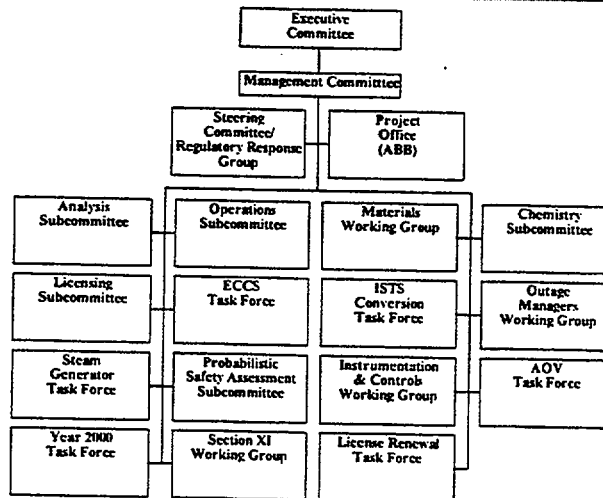 Executive
Committee
Management Committtee
Steering
Committee/
Regulatory Response
Group
Project
Office
(ABB)
Analysis
Subcommittee
Operations
Subcommittee
Materials
Working Group
Chemistry
Subcommittee
Licensing
Subcommittee
ECCS
Task Force
ISTS
Conversion
Task Force
Outage
Managers
Working Group
Steam
Generator
Task Force
Probabilistic
Safety Assessment
Subcommittee
Instrumentation
& Controls
Working Group
AOV
Task Force
Year 2000
Task Force
Section XI
Working Group
License Renewal
Task Force